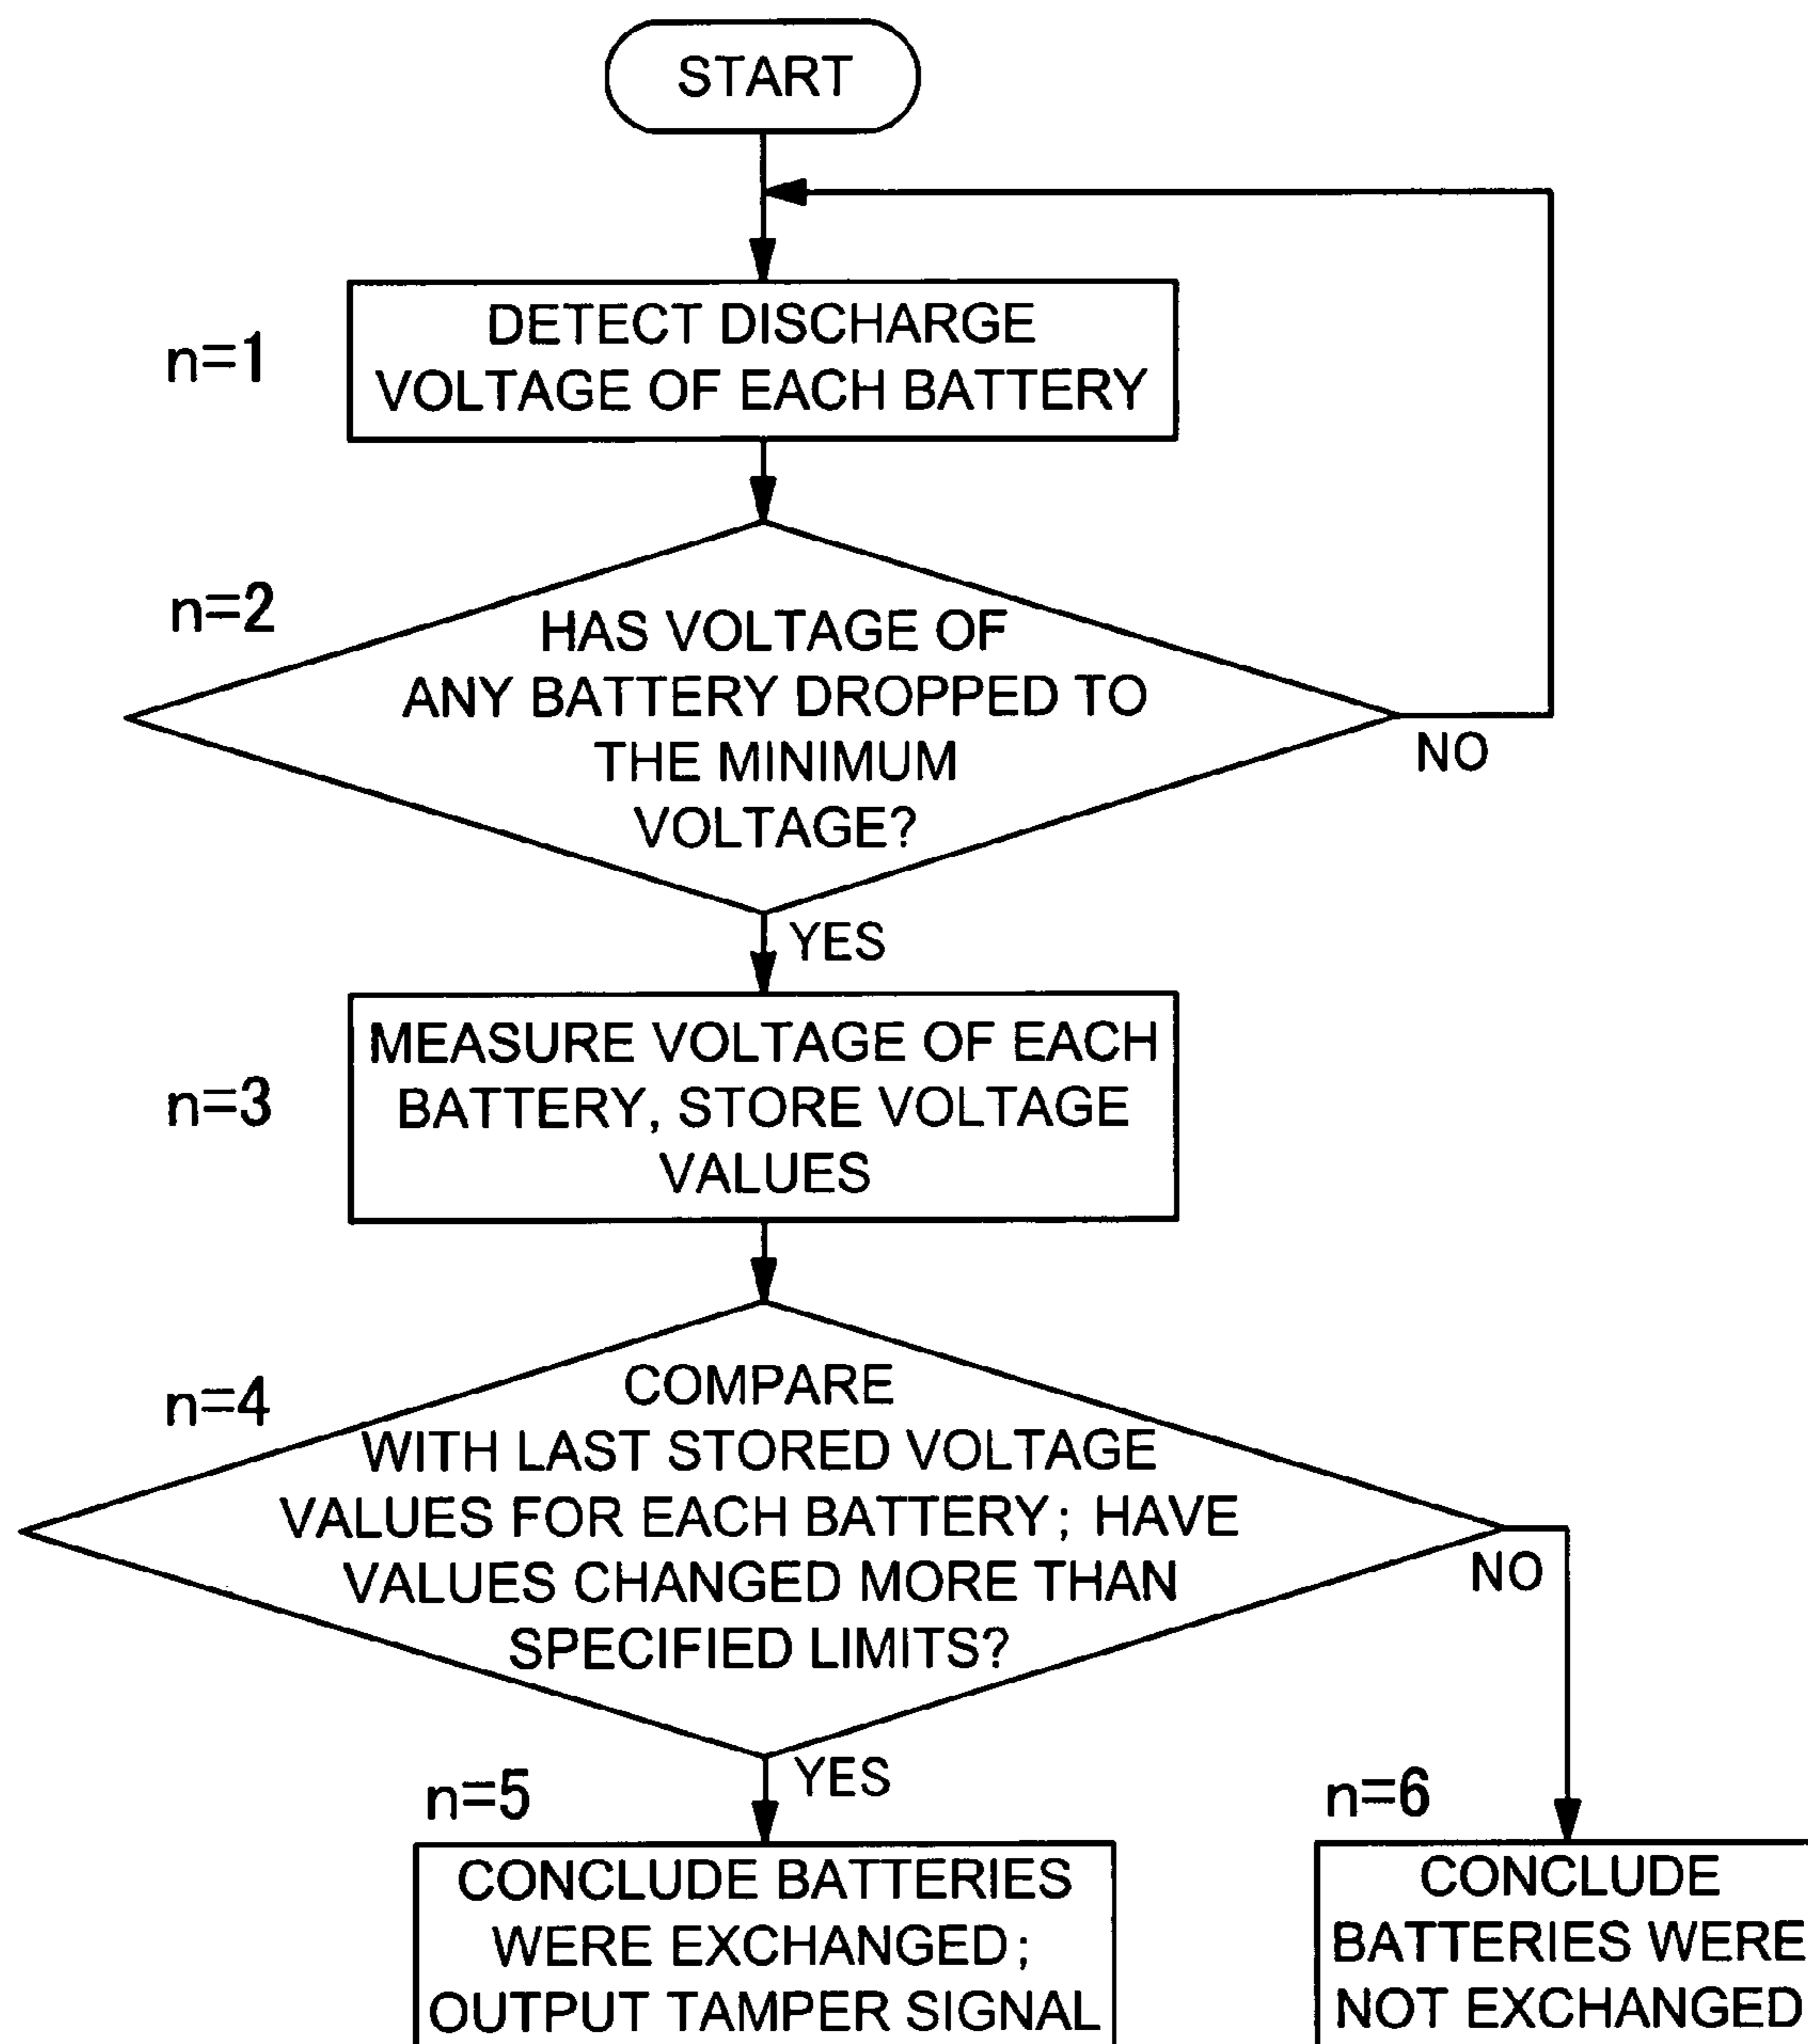 START
n=1
DETECT DISCHARGE
VOLTAGE OF EACH BATTERY
n=2
HAS VOLTAGE OF
ANY BATTERY DROPPED TO
THE MINIMUM
VOLTAGE?
NO
YES
n=3
MEASURE VOLTAGE OF EACH
BATTERY, STORE VOLTAGE
VALUES
n=4
COMPARE
WITH LAST STORED VOLTAGE
VALUES FOR EACH BATTERY; HAVE
VALUES CHANGED MORE THAN
SPECIFIED LIMITS?
NO
YES
n=5
CONCLUDE BATTERIES
WERE EXCHANGED;
OUTPUT TAMPER SIGNAL
n=6
CONCLUDE
BATTERIES WERE
NOT EXCHANGED